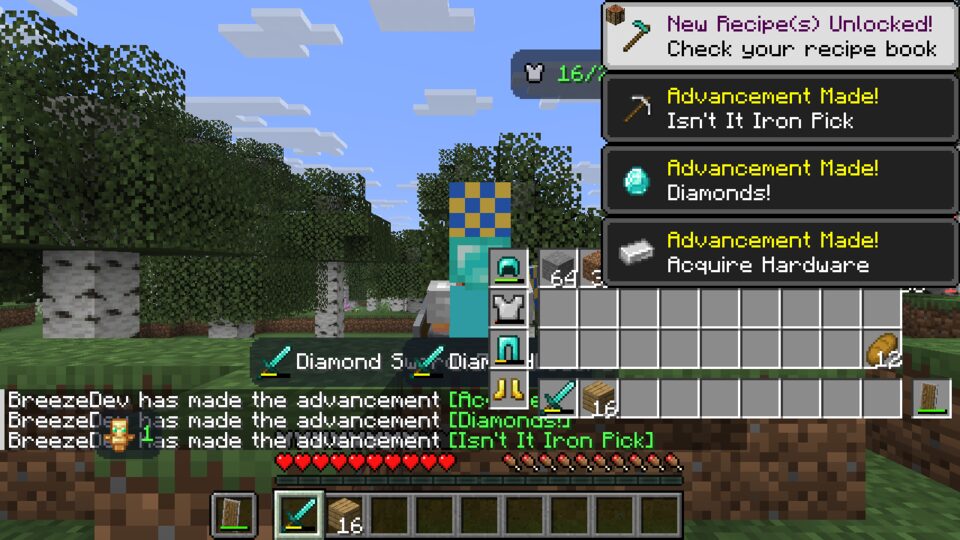 New Recipe(s) Unlocked!
Check your recipe book
16/
Advancement Made!
Isn't It Iron Pick
Advancement Made!
Diamonds!
Advancement Made!
Acquire Hardware
64
12
Diamond
BreezeDev has made the advancement
BreezeDev has made the advancement [Diamonds!]
1
BreezeDev has made the advancement [Isn't It Iron Pick]
16
16